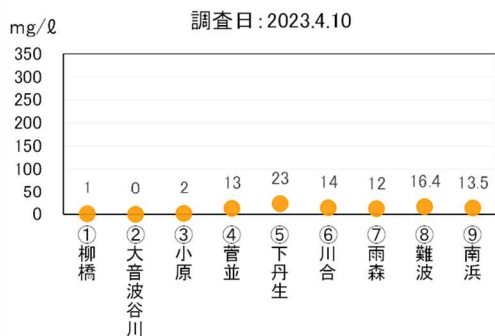 調査日：2023.4.10
mg/ℓ
350
300
250
200
150
100
50
0
1
0
2
13
23
14
12
16.4
13.5
①柳橋
②大音波谷川
③小原
④菅並
⑤下丹生
⑥川合
⑦雨森
⑧難波
⑨南浜